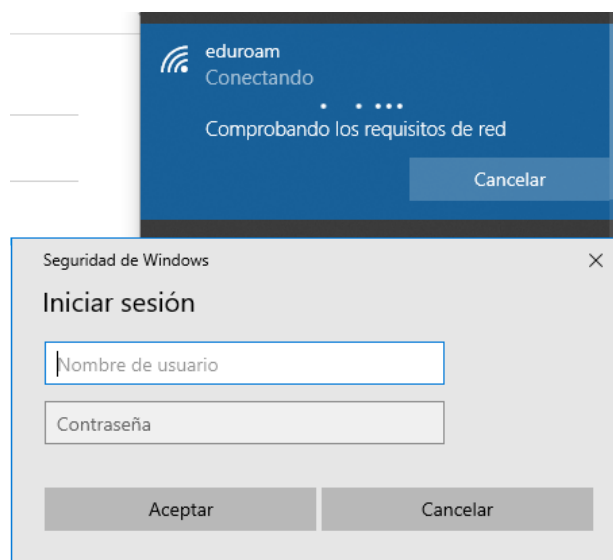 eduroam
Conectando
Comprobando los requisitos de red
Cancelar
Seguridad de Windows
Iniciar sesión
Nombre de usuario
Contraseña
Aceptar
Cancelar